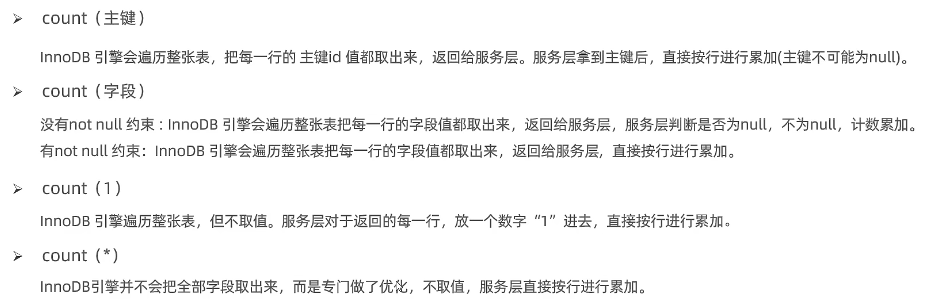 ➢ count（主键）
InnoDB 引擎会遍历整张表，把每一行的 主键id 值都取出来，返回给服务层。服务层拿到主键后，直接按行进行累加(主键不可能为null)。
➢ count（字段）
没有not null 约束 : InnoDB 引擎会遍历整张表把每一行的字段值都取出来，返回给服务层，服务层判断是否为null，不为null，计数累加。
有not null 约束：InnoDB 引擎会遍历整张表把每一行的字段值都取出来，返回给服务层，直接按行进行累加。
➢ count（1）
InnoDB 引擎遍历整张表，但不取值。服务层对于返回的每一行，放一个数字“1”进去，直接按行进行累加。
➢ count（*）
InnoDB引擎并不会把全部字段取出来，而是专门做了优化，不取值，服务层直接按行进行累加。